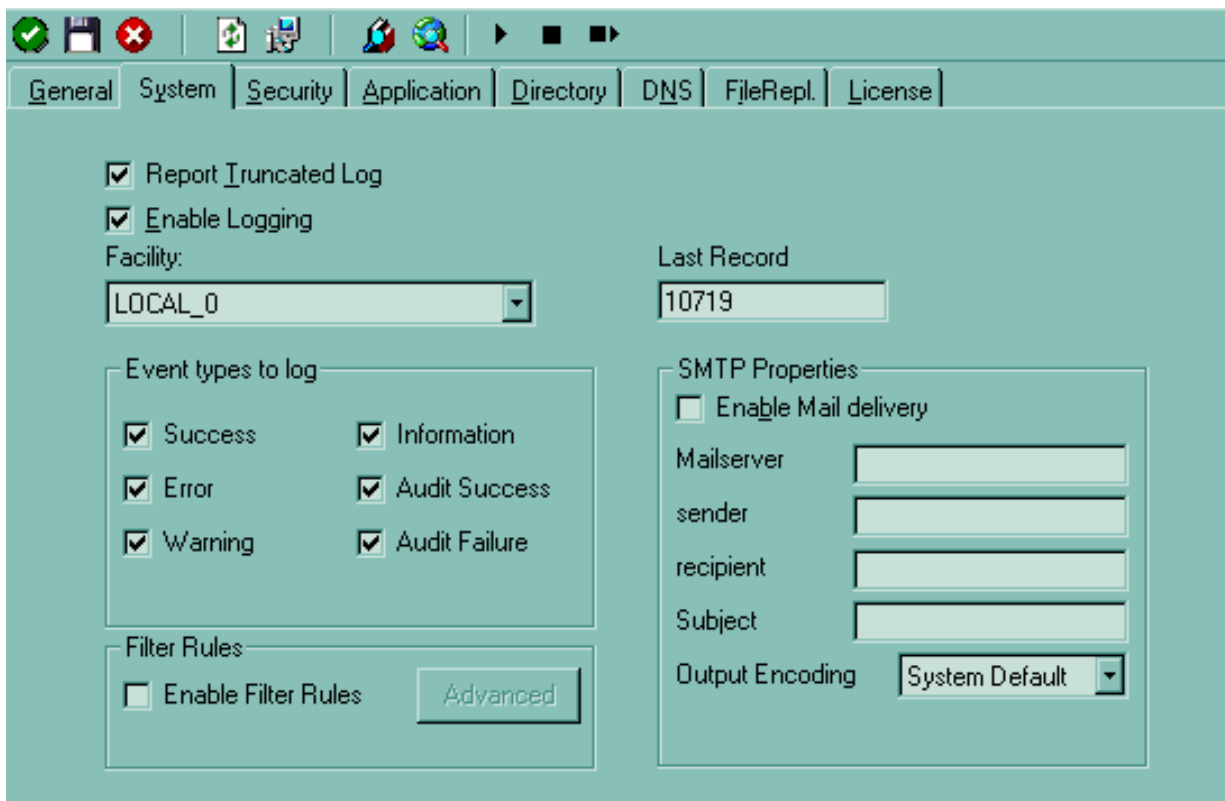 General System Security Application Directory DNS FileRepl. License
Report Truncated Log
Enable Logging
Facility:
Last Record
LOCAL_0
10719
Event types to log
Success
Information
Error
Audit Success
Warning
Audit Failure
Filter Rules
Enable Filter Rules
Advanced
SMTP Properties
Enable Mail delivery
Mailserver
sender
recipient
Subject
Output Encoding
System Default